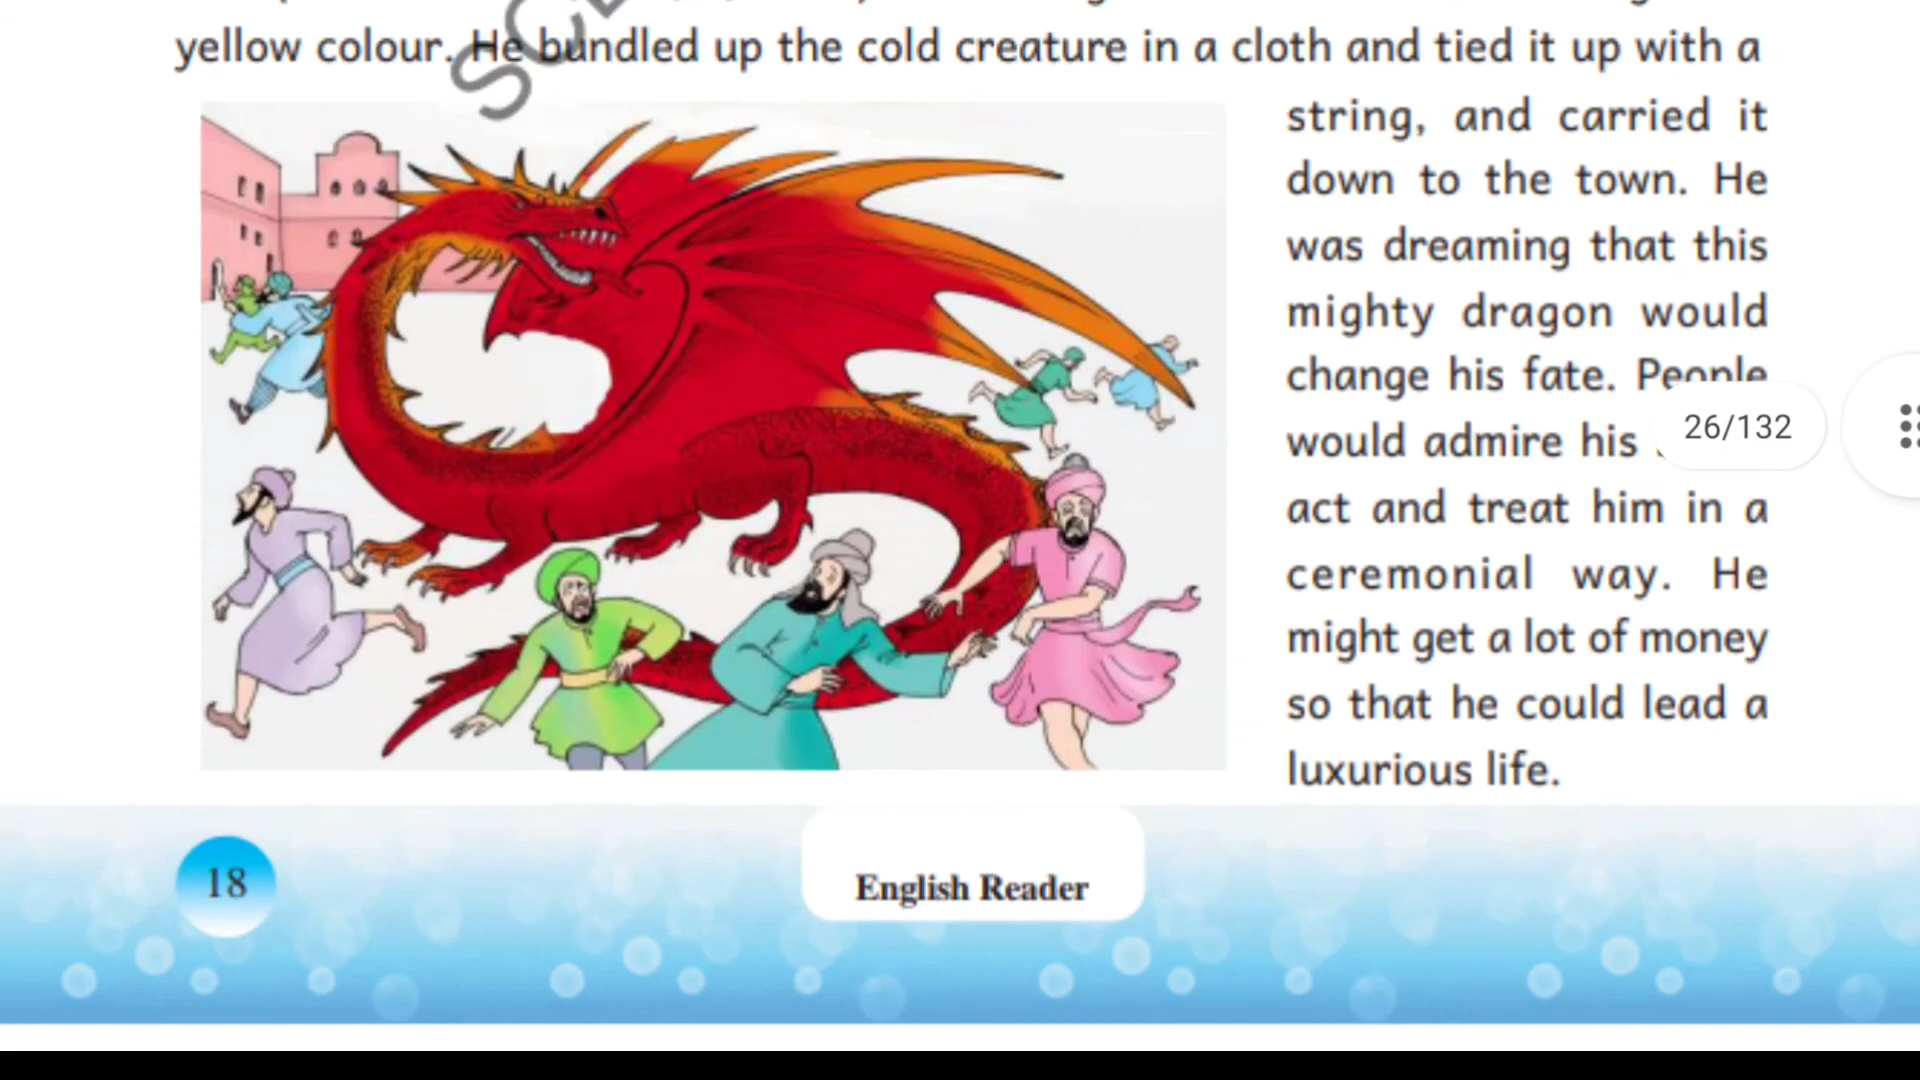 yellow colour. He bundled up the cold creature in a cloth and tied it up with a
string, and carried it
down to the town. He
was dreaming that this
mighty dragon would
change his fate. People
would admire his
act and treat him in a
ceremonial way. He
might get a lot of money
so that he could lead a
luxurious life.
26/132
18
English Reader